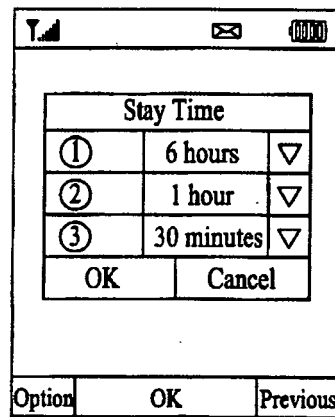 Stay Time
① 6 hours ▽
② 1 hour ▽
③ 30 minutes ▽
OK Cancel
Option OK Previous